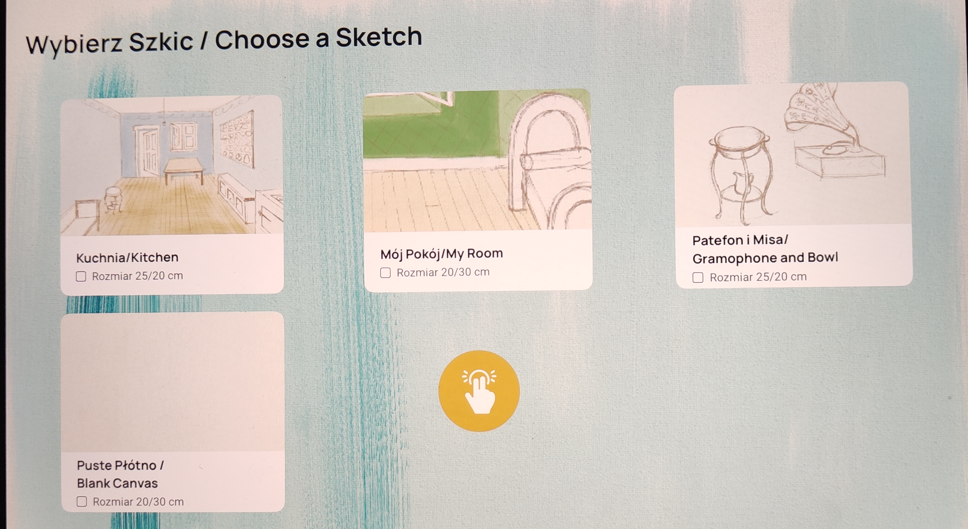 Wybierz Szkic / Choose a Sketch
Kuchnia/Kitchen
Rozmiar 25/20 cm
Mój Pokój/My Room
Rozmiar 20/30 cm
Patefon i Misa/
Gramophone and Bowl
Rozmiar 25/20 cm
Puste Płótno /
Blank Canvas
Rozmiar 20/30 cm